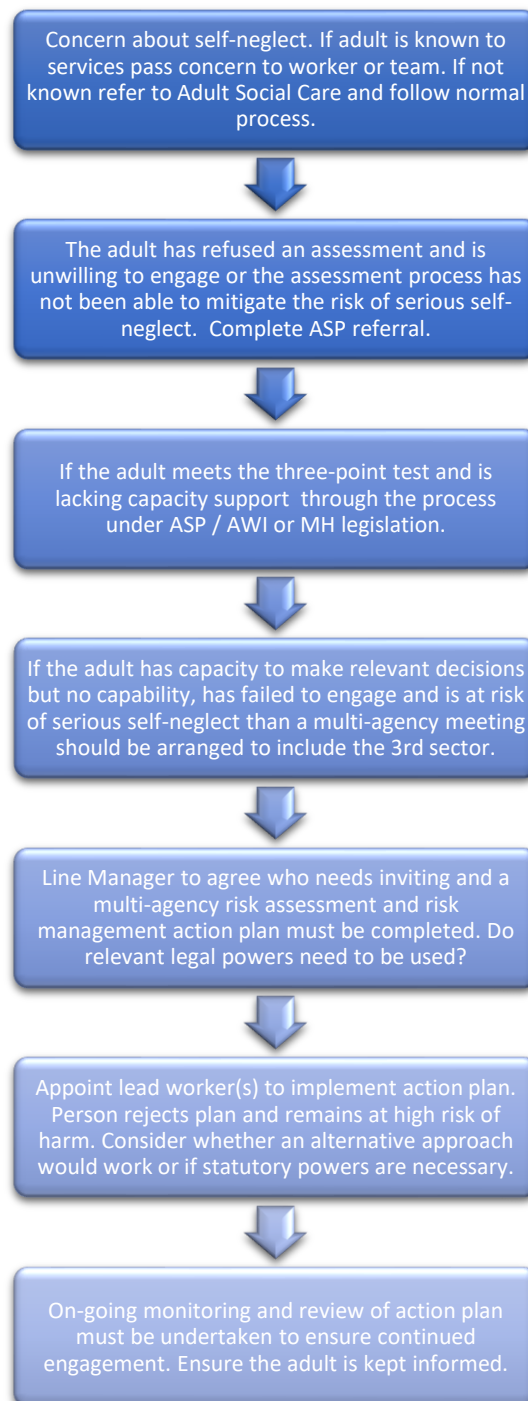 Concern about self-neglect. If adult is known to
services pass concern to worker or team. If not
known refer to Adult Social Care and follow normal
process.
The adult has refused an assessment and is
unwilling to engage or the assessment process has
not been able to mitigate the risk of serious self-
neglect.  Complete ASP referral.
If the adult meets the three-point test and is
lacking capacity support  through the process
under ASP / AWI or MH legislation.
If the adult has capacity to make relevant decisions
but no capability, has failed to engage and is at risk
of serious self-neglect than a multi-agency meeting
should be arranged to include the 3rd sector.
Line Manager to agree who needs inviting and a
multi-agency risk assessment and risk
management action plan must be completed. Do
relevant legal powers need to be used?
Appoint lead worker(s) to implement action plan.
Person rejects plan and remains at high risk of
harm. Consider whether an alternative approach
would work or if statutory powers are necessary.
On-going monitoring and review of action plan
must be undertaken to ensure continued
engagement. Ensure the adult is kept informed.